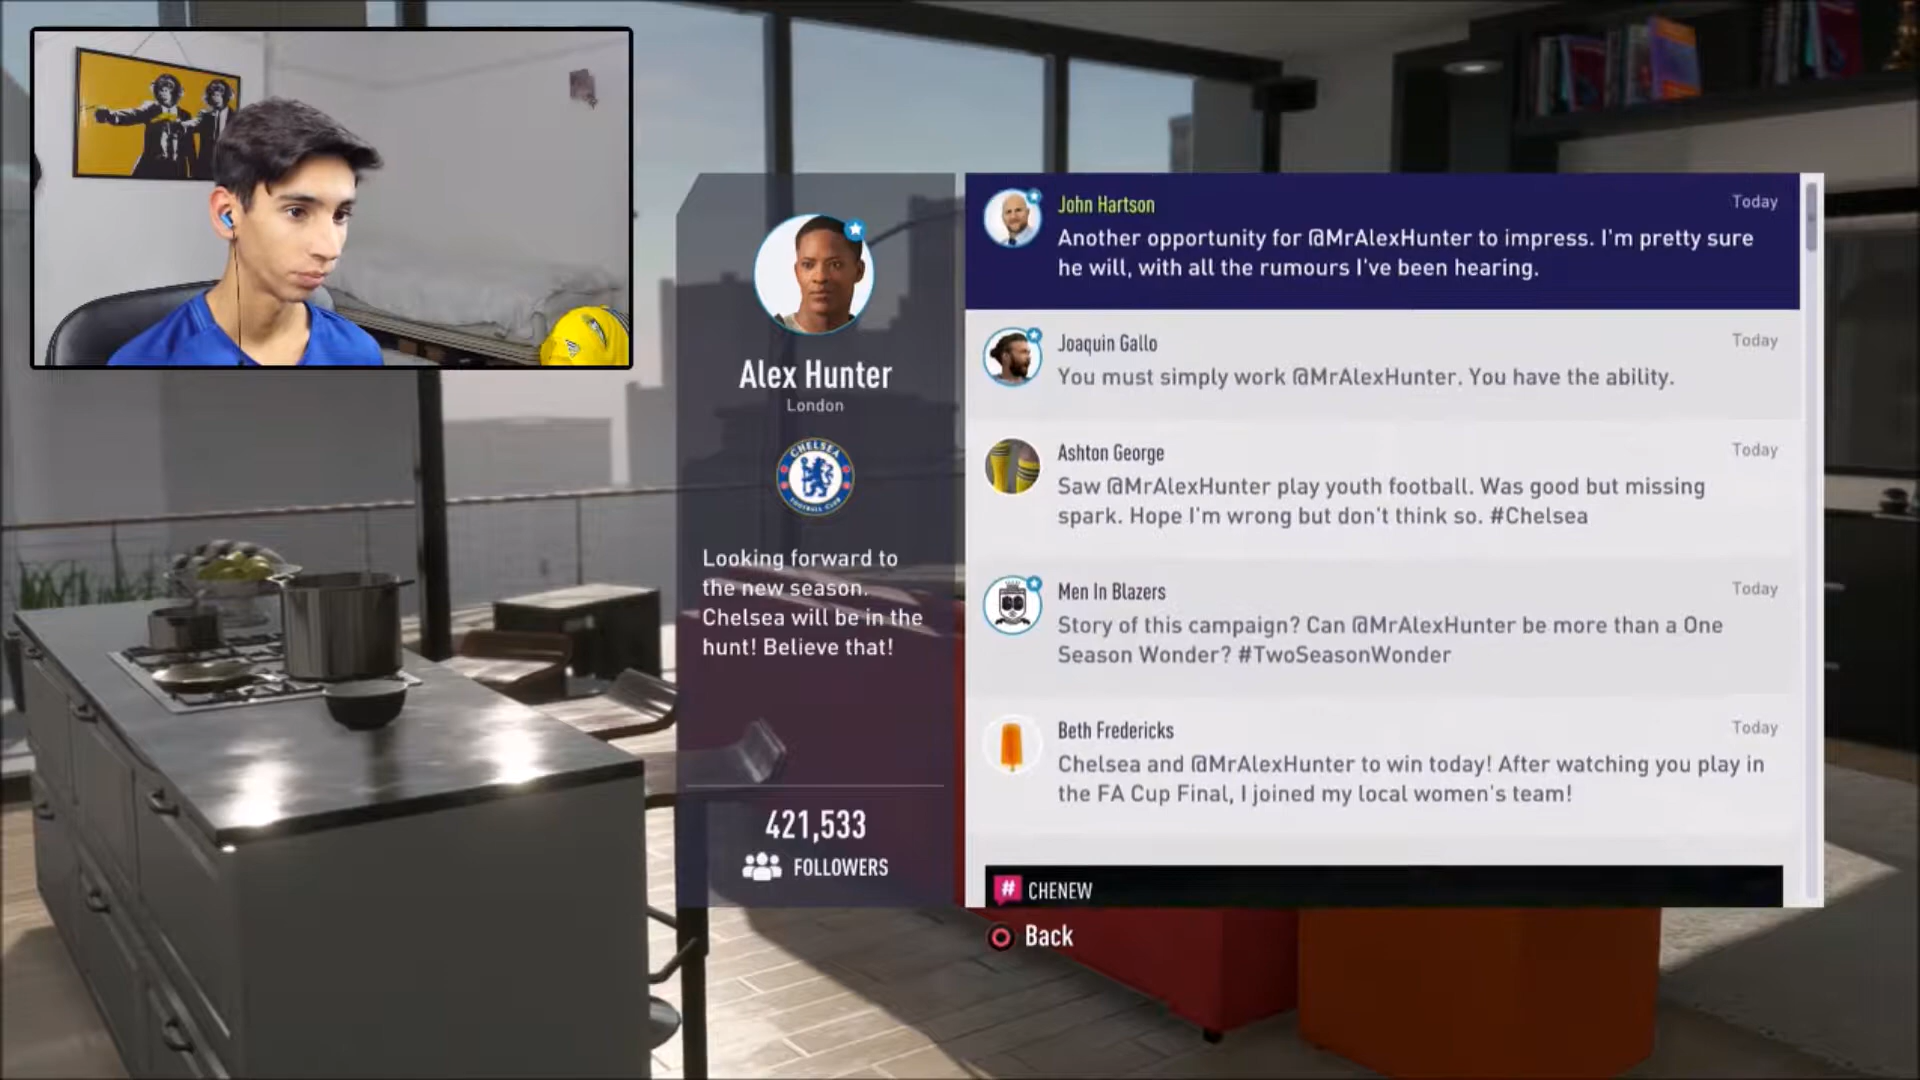 Alex Hunter
London
CHELSEA
FOOTBALL CLUB
Looking forward to
the new season.
Chelsea will be in the
hunt! Believe that!
421,533
FOLLOWERS
John Hartson
Today
Another opportunity for @MrAlexHunter to impress. I'm pretty sure
he will, with all the rumours I've been hearing.
Joaquin Gallo
Today
You must simply work @MrAlexHunter. You have the ability.
Ashton George
Today
Saw @MrAlexHunter play youth football. Was good but missing
spark. Hope I'm wrong but don't think so. #Chelsea
Men In Blazers
Today
Story of this campaign? Can @MrAlexHunter be more than a One
Season Wonder? #TwoSeasonWonder
Beth Fredericks
Today
Chelsea and @MrAlexHunter to win today! After watching you play in
the FA Cup Final, I joined my local women's team!
# CHENEW
Back